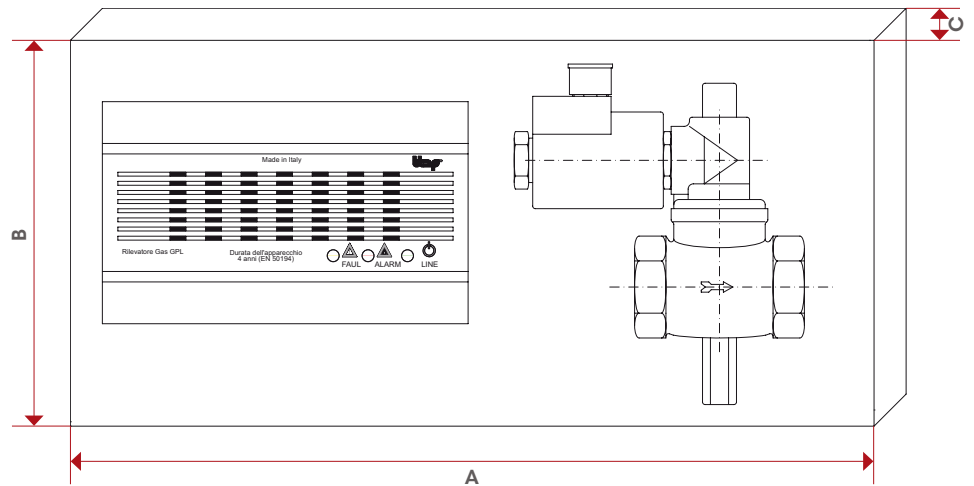 C
Made in Italy
B
Rilevatore Gas GPL
Durata dell'apparecchio
4 anni (EN 50194)
FAUL
ALARM
LINE
A